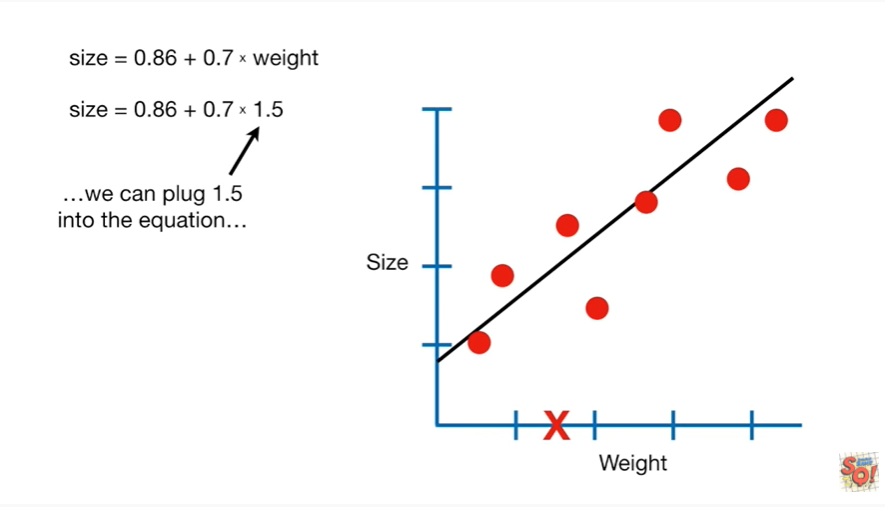 size = 0.86 + 0.7 × weight
size = 0.86 + 0.7 × 1.5
…we can plug 1.5
into the equation…
Size
X
Weight
SQ!